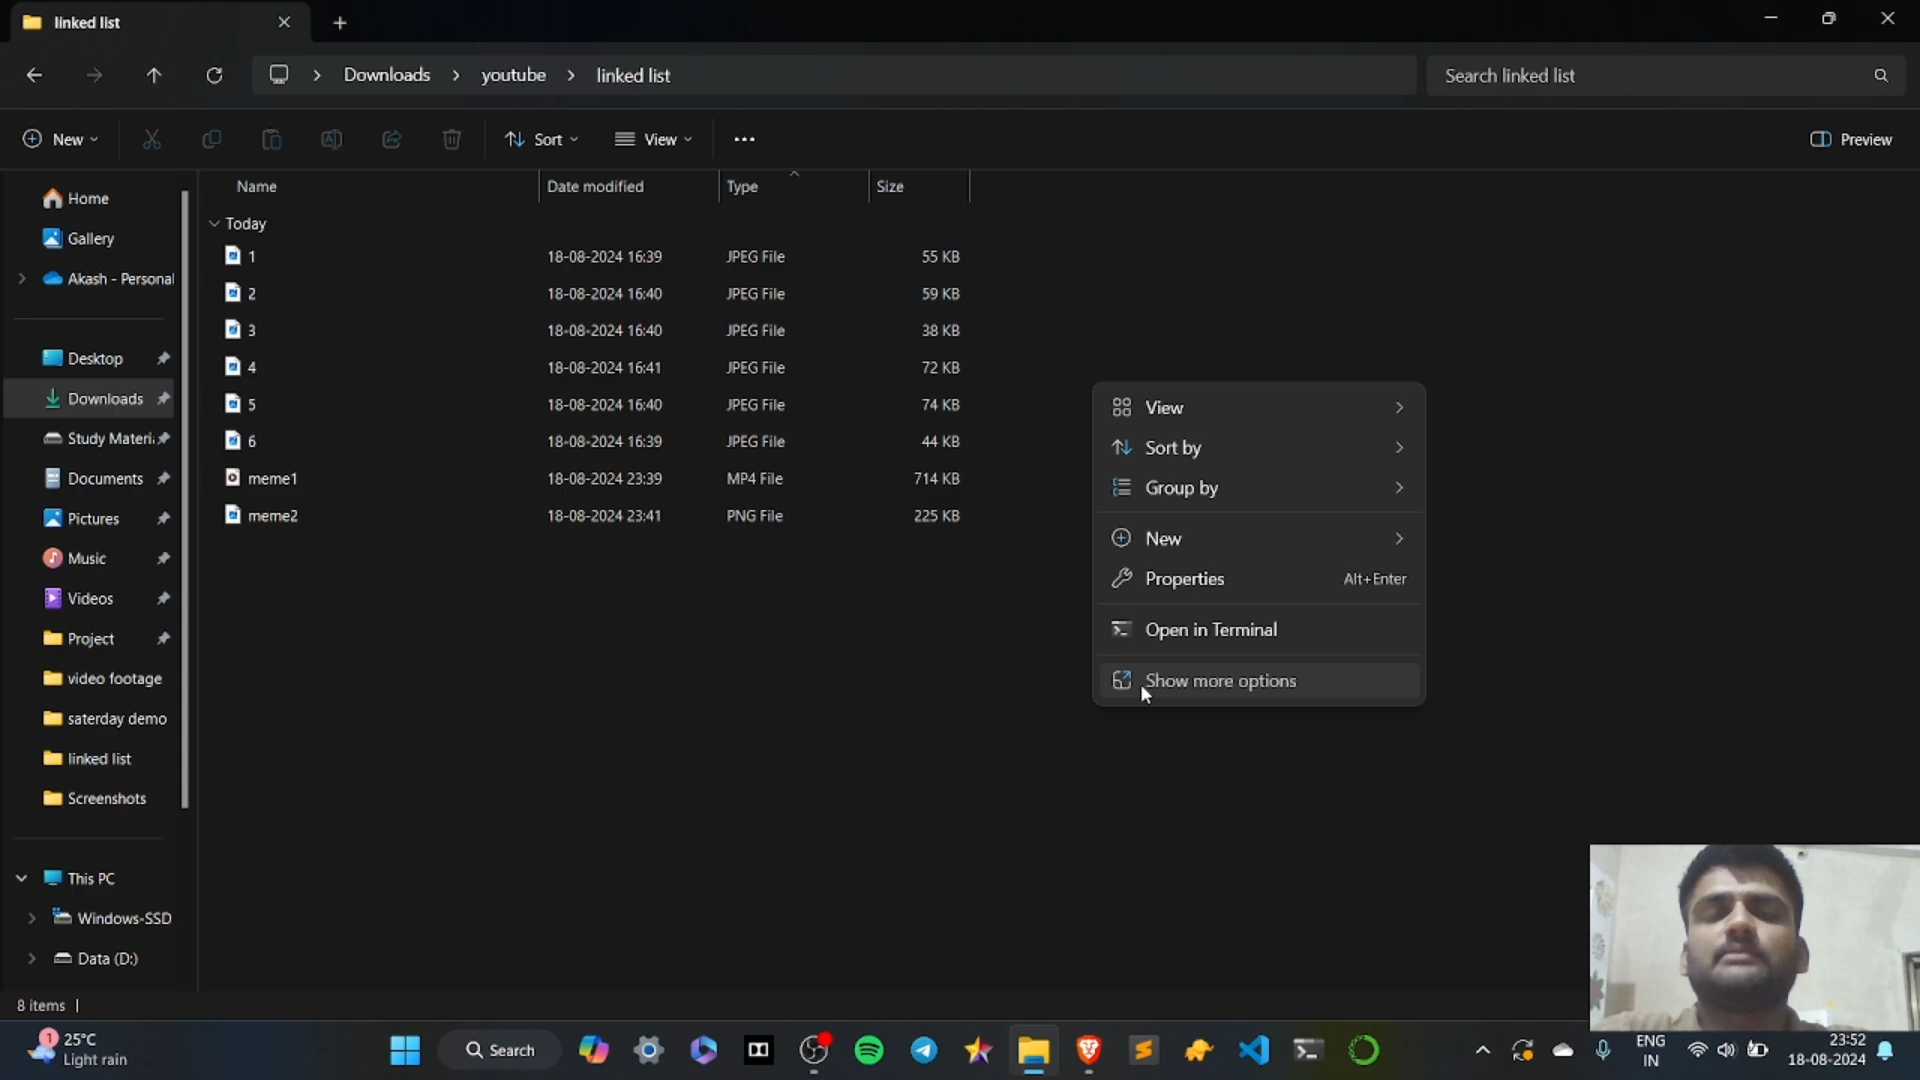 linked list
Downloads > youtube > linked list
Search linked list
New
Sort
View
Preview
Name Date modified Type Size
Today
1 18-08-2024 16:39 JPEG File 55 KB
2 18-08-2024 16:40 JPEG File 59 KB
3 18-08-2024 16:40 JPEG File 38 KB
4 18-08-2024 16:41 JPEG File 72 KB
5 18-08-2024 16:40 JPEG File 74 KB
6 18-08-2024 16:39 JPEG File 44 KB
meme1 18-08-2024 23:39 MP4 File 714 KB
meme2 18-08-2024 23:41 PNG File 225 KB
Home
Gallery
Akash - Personal
Desktop
Downloads
Study Materi
Documents
Pictures
Music
Videos
Project
video footage
saterday demo
linked list
Screenshots
This PC
Windows-SSD
Data (D:)
View
Sort by
Group by
New
Properties Alt+Enter
Open in Terminal
Show more options
8 items
1
25°C
Light rain
Search
ENG
IN
23:52
18-08-2024